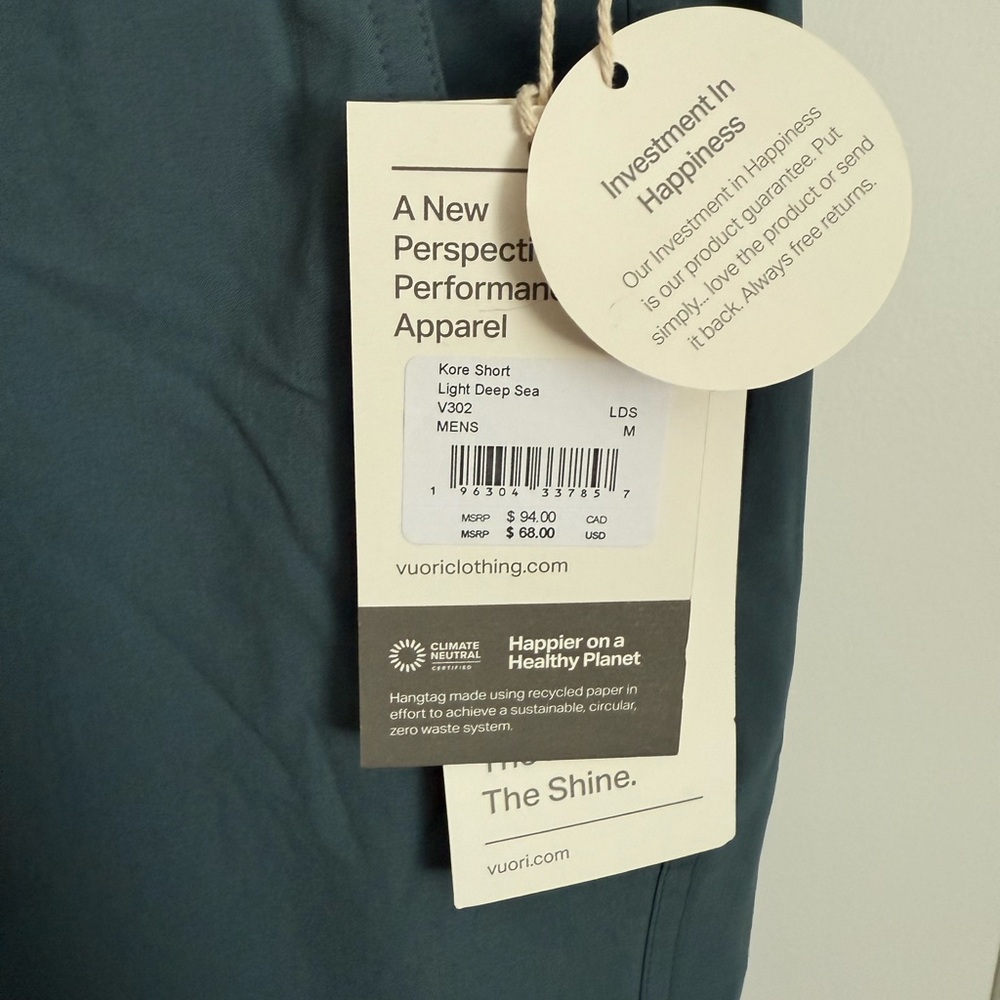 Investment In
Happiness
Our Investment in Happiness
is our product guarantee. Put
simply... love the product or send
it back. Always free returns.
A New
Perspecti
Performan
Apparel
Kore Short
Light Deep Sea
V302 LDS
MENS M
1 96304 33785 7
MSRP $ 94.00 CAD
MSRP $ 68.00 USD
vuoriclothing.com
CLIMATE
NEUTRAL
CERTIFIED
Happier on a
Healthy Planet
Hangtag made using recycled paper in
effort to achieve a sustainable, circular,
zero waste system.
The Shine.
vuori.com